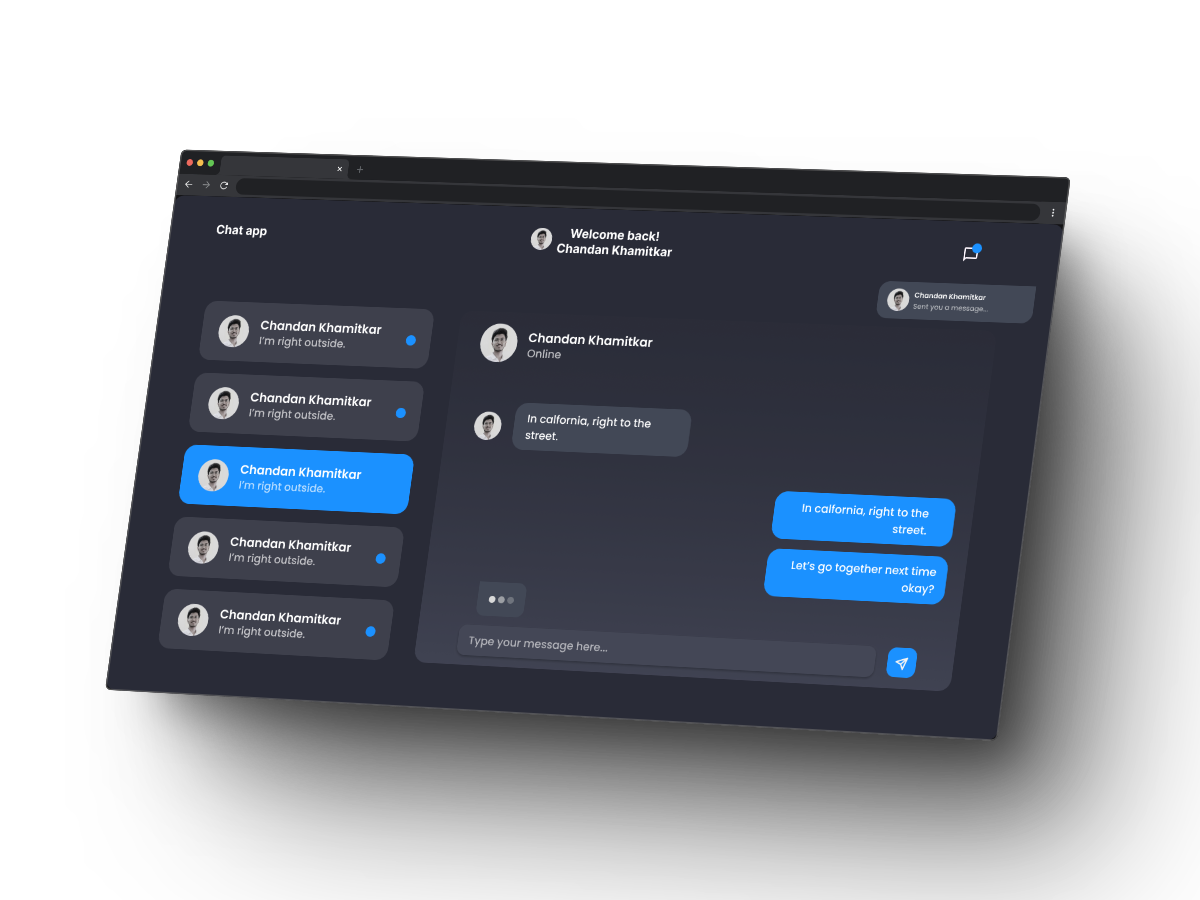 Chat app
Welcome back!
Chandan Khamitkar
Chandan Khamitkar
Sent you a message...
Chandan Khamitkar
I'm right outside.
Chandan Khamitkar
I'm right outside.
Chandan Khamitkar
I'm right outside.
Chandan Khamitkar
I'm right outside.
Chandan Khamitkar
I'm right outside.
Chandan Khamitkar
Online
In calfornia, right to the
street.
In calfornia, right to the
street.
Let's go together next time
okay?
Type your message here...